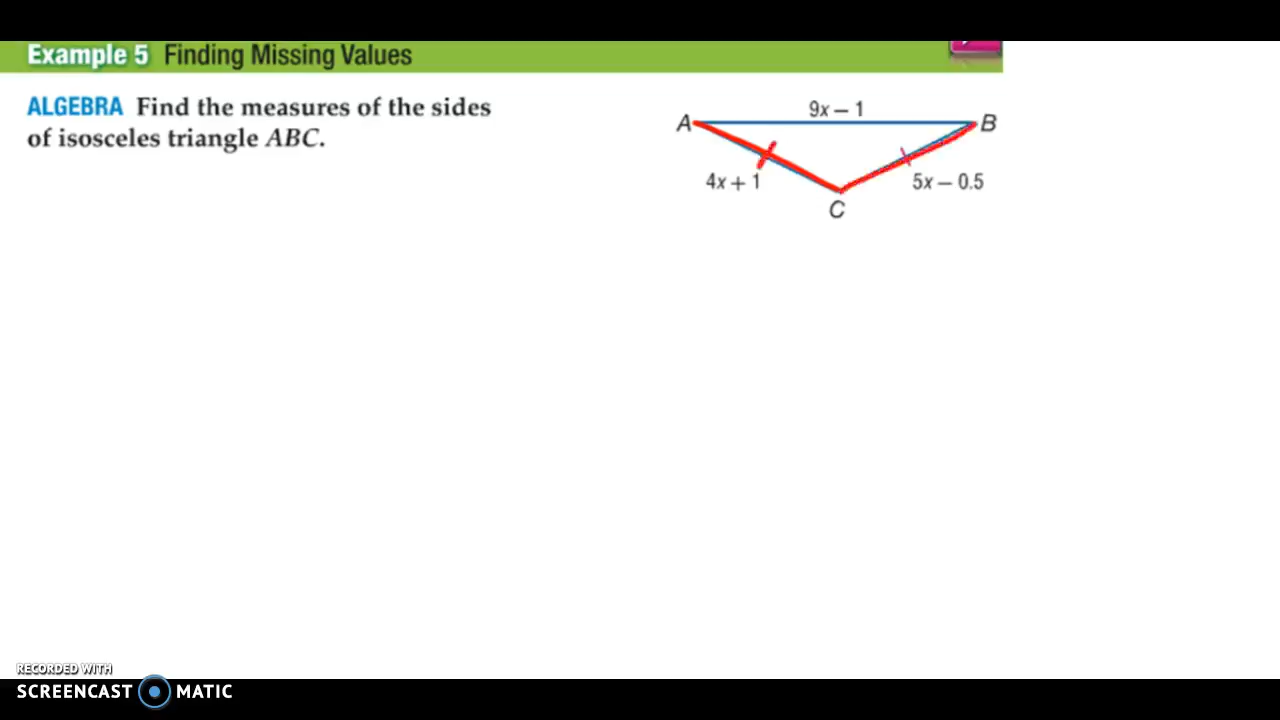 Example 5 Finding Missing Values
ALGEBRA Find the measures of the sides
of isosceles triangle ABC.
9x – 1
A
B
4x + 1
5x – 0.5
C
RECORDED WITH
SCREENCAST MATIC